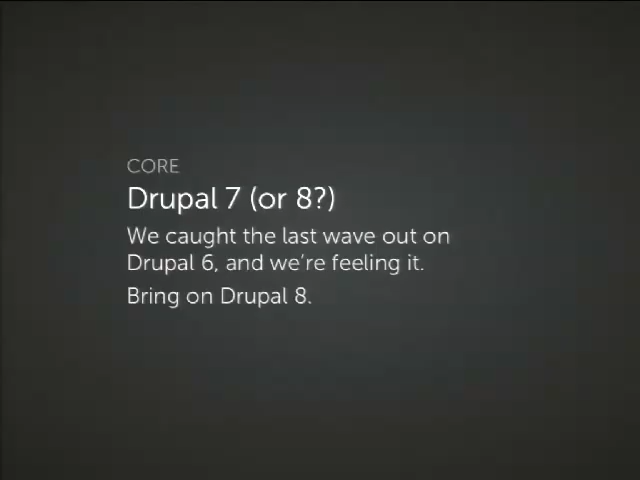 CORE
Drupal 7 (or 8?)
We caught the last wave out on
Drupal 6, and we're feeling it.
Bring on Drupal 8.